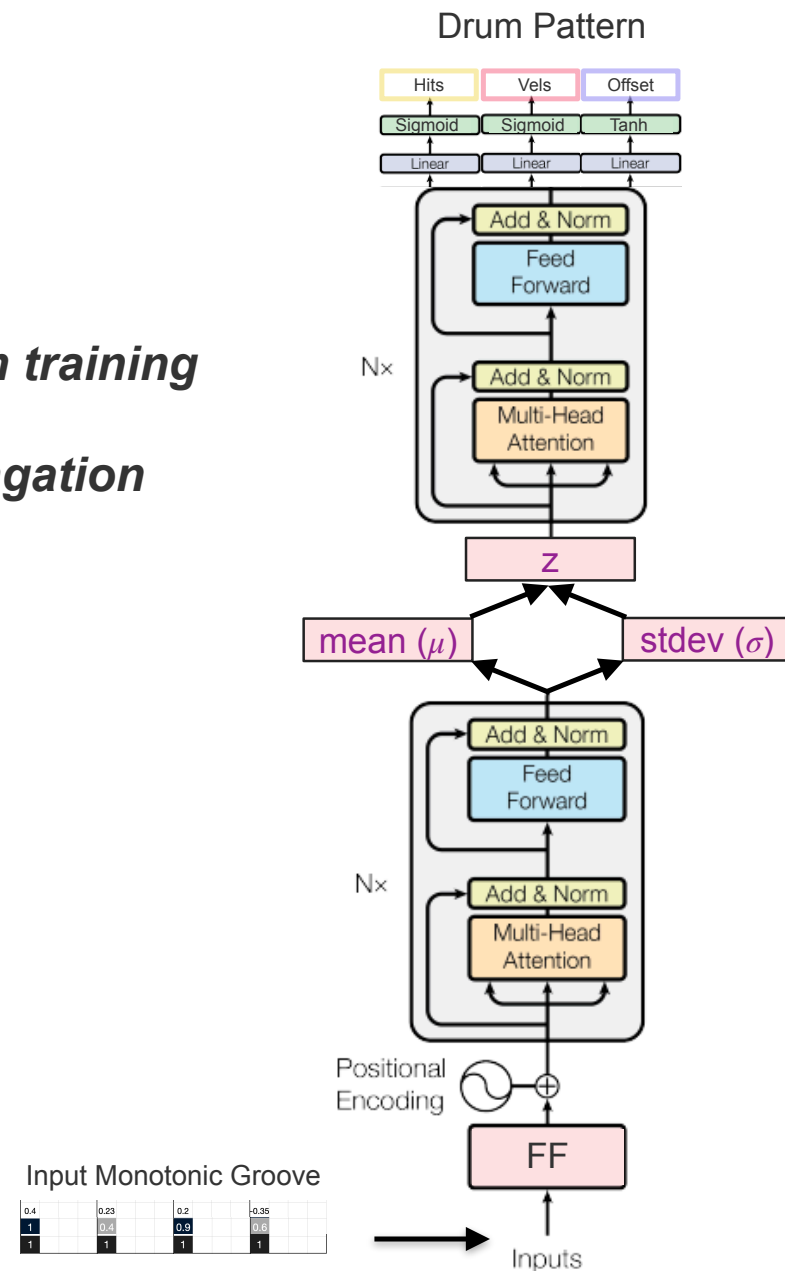 Drum Pattern
Hits Vels Offset
Sigmoid Sigmoid Tanh
Linear Linear Linear
Add & Norm
Feed
Forward
training
N×
Add & Norm
Multi-Head
Attention
z
mean (μ) stdev (σ)
Add & Norm
Feed
Forward
N×
Add & Norm
Multi-Head
Attention
Positional
Encoding
FF
Input Monotonic Groove
0.4 0.23 0.2 -0.35
1 0.4 0.9 0.6
1 1 1 1
Inputs